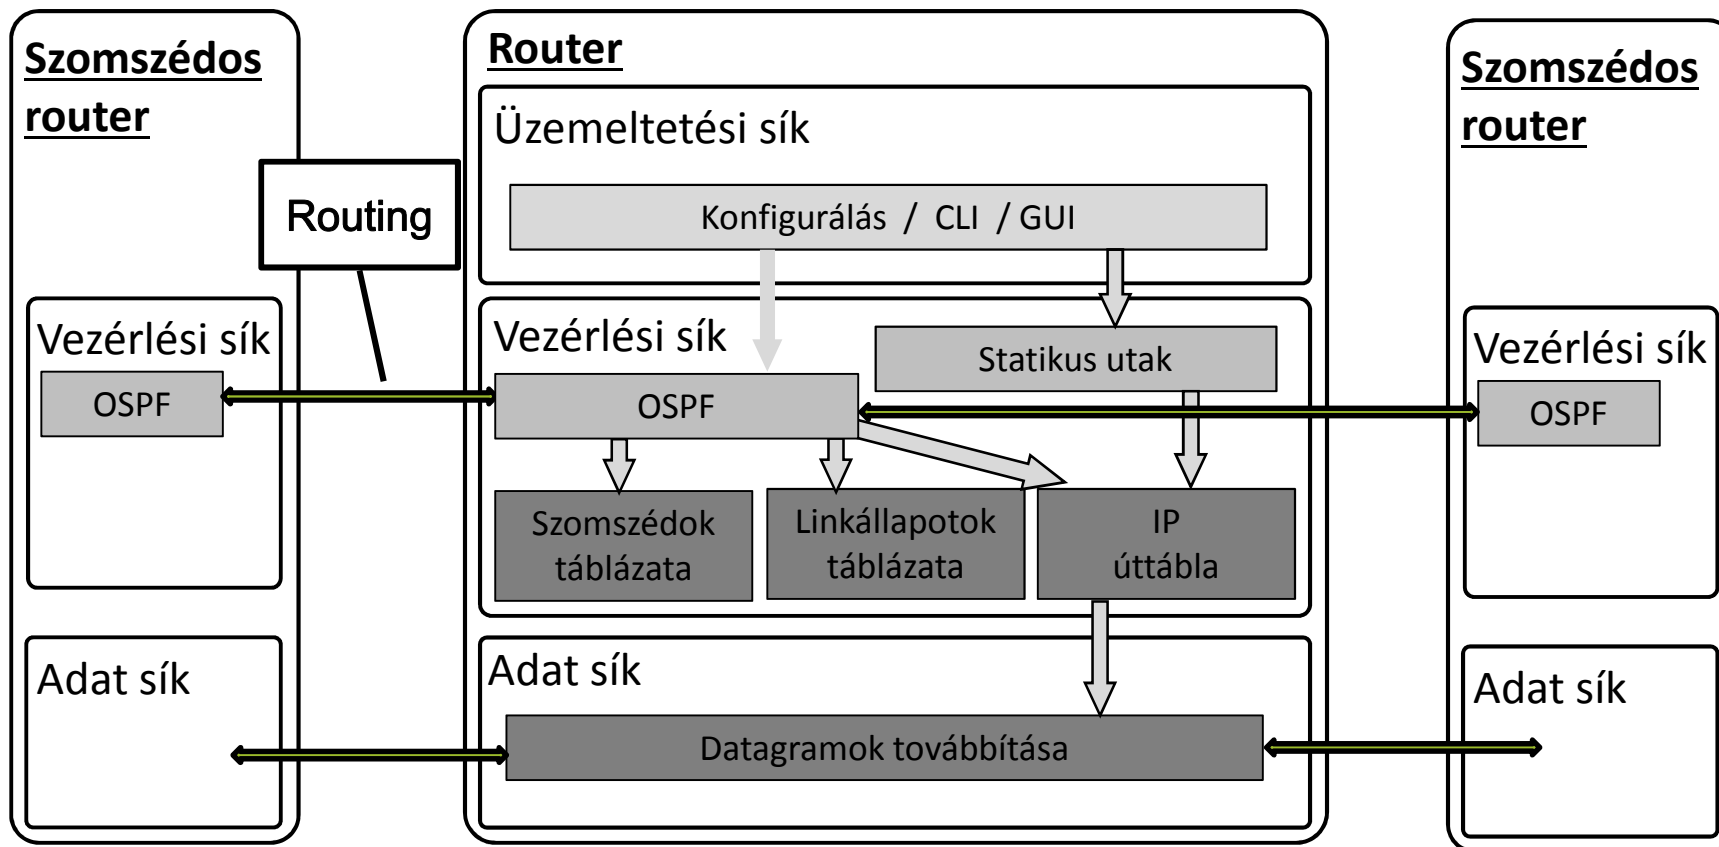 Szomszédos
router
Routing
Vezérlési sík
OSPF
Adat sík
Router
Üzemeltetési sík
Konfigurálás / CLI / GUI
Vezérlési sík
Statikus utak
OSPF
Szomszédok
táblázata
Linkállapotok
táblázata
IP
úttábla
Adat sík
Datagramok továbbítása
Szomszédos
router
Vezérlési sík
OSPF
Adat sík